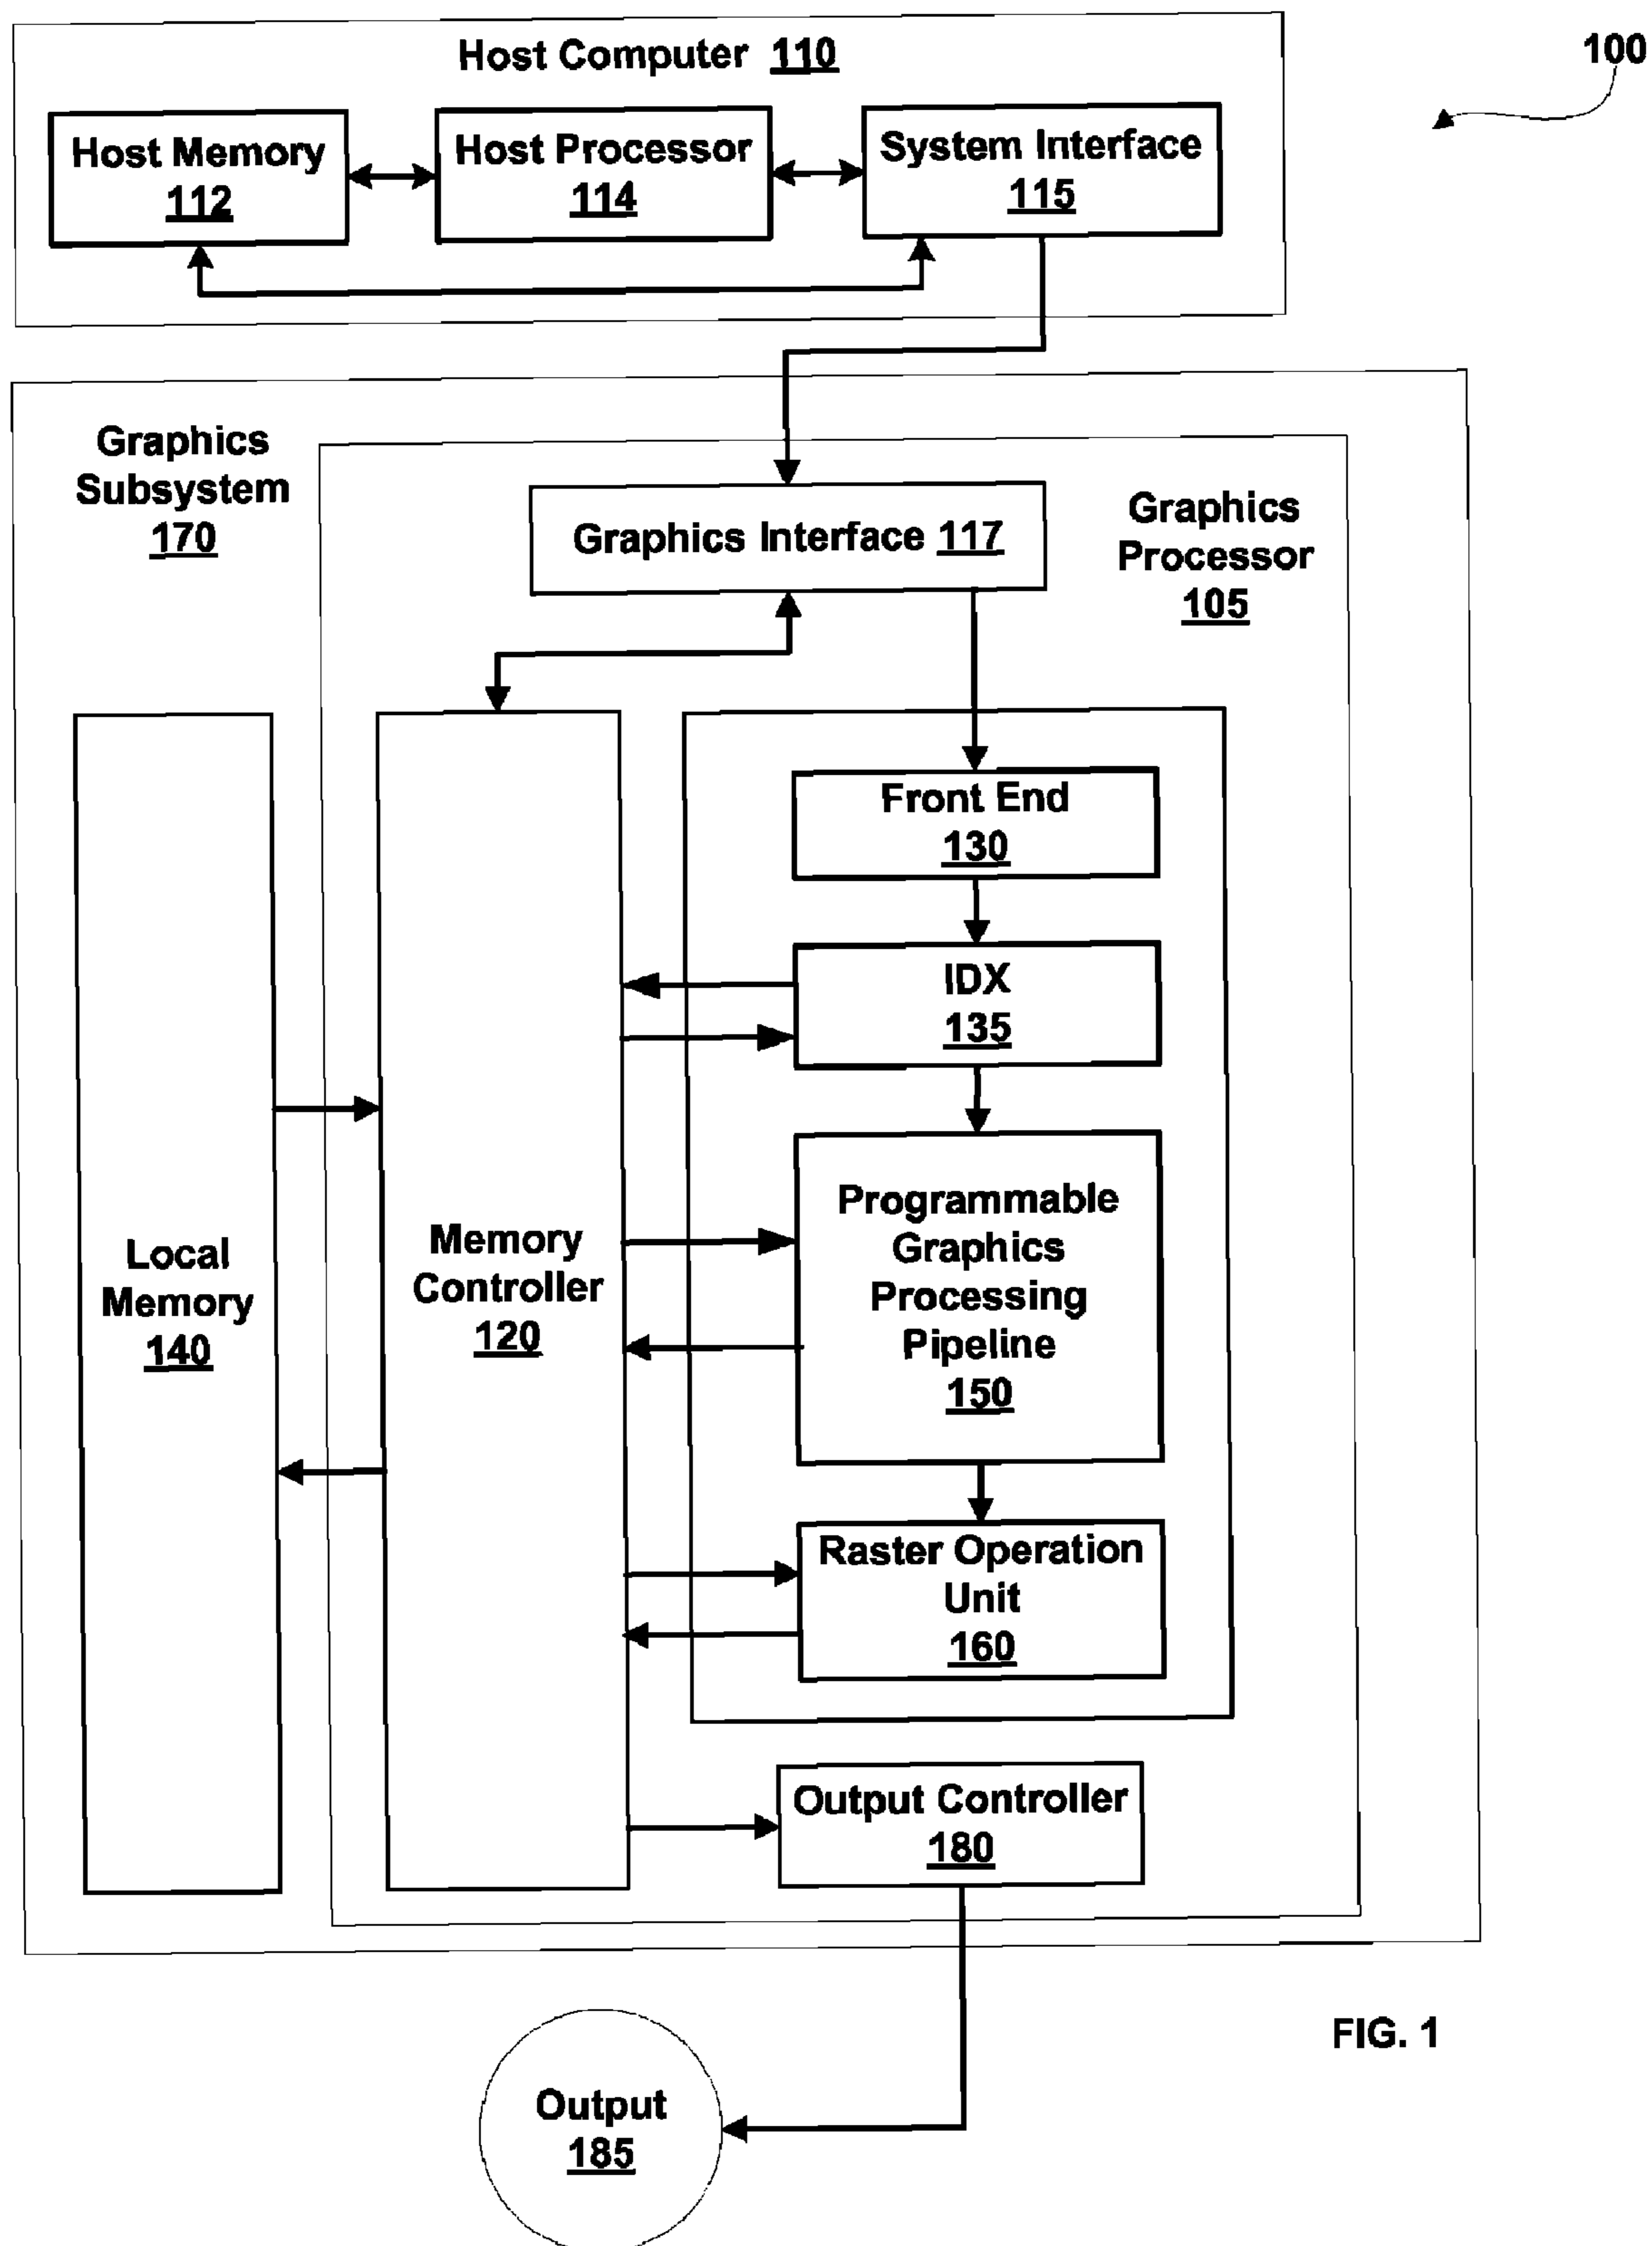 100
Host Computer 110
Host Memory
112
Host Processor
114
System Interface
115
Graphics
Subsystem
170
Graphics Interface 117
Graphics
Processor
105
Front End
130
IDX
135
Local
Memory
140
Memory
Controller
120
Programmable
Graphics
Processing
Pipeline
150
Raster Operation
Unit
160
Output Controller
180
FIG. 1
Output
185